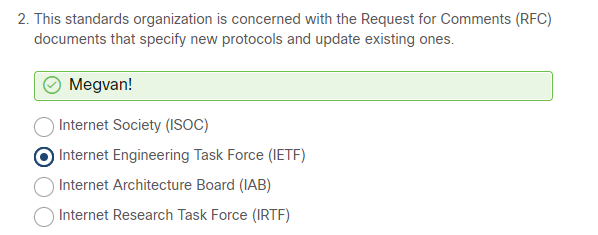 2. This standards organization is concerned with the Request for Comments (RFC)
documents that specify new protocols and update existing ones.
Megvan!
Internet Society (ISOC)
Internet Engineering Task Force (IETF)
Internet Architecture Board (IAB)
Internet Research Task Force (IRTF)